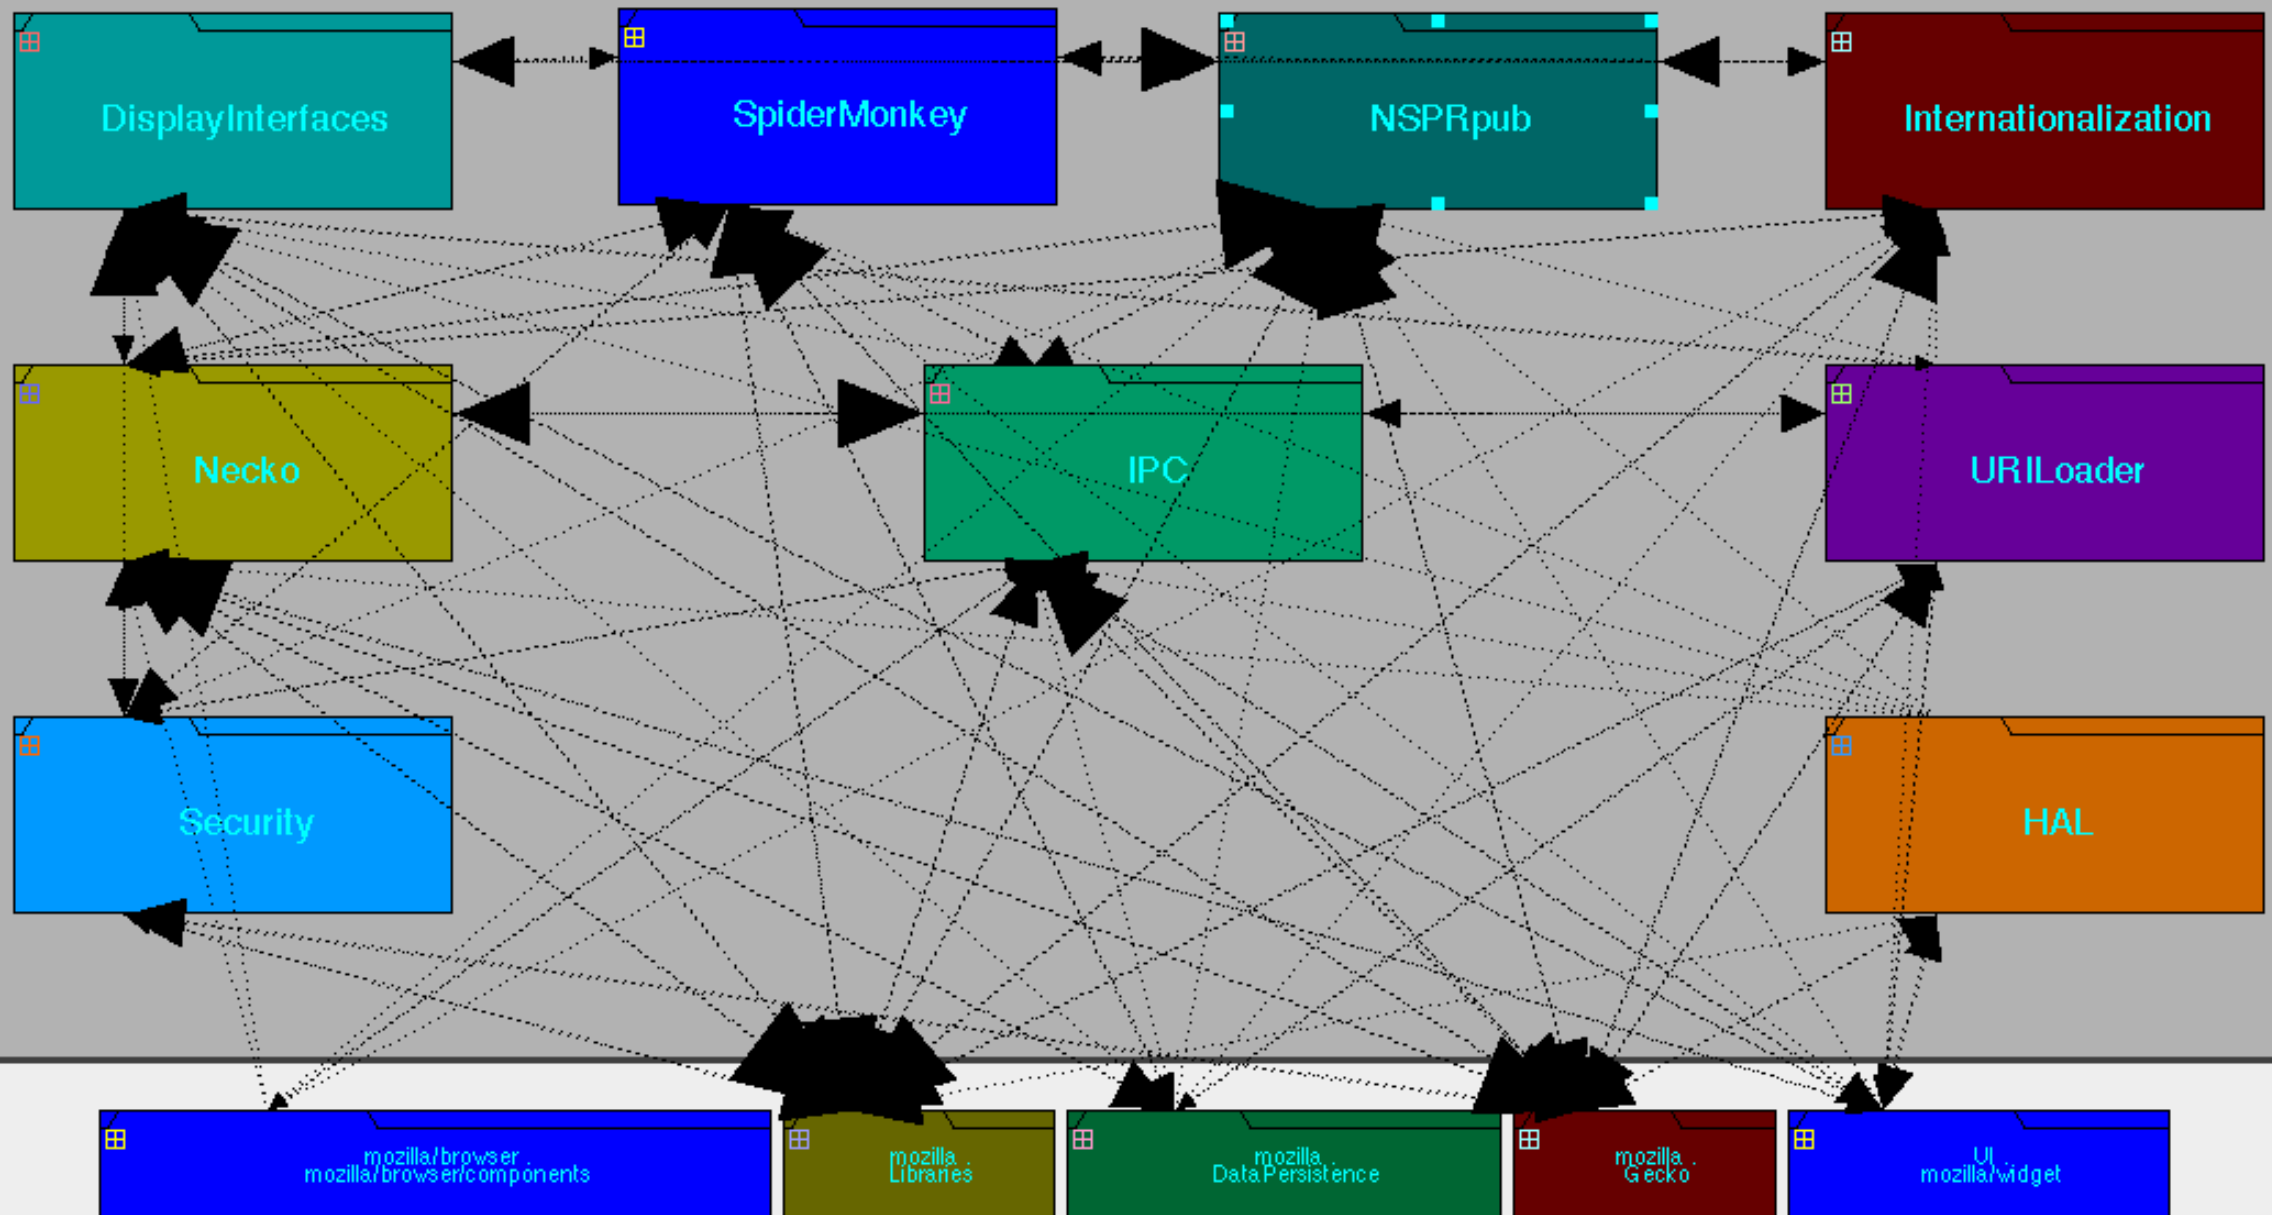 DisplayInterfaces
SpiderMonkey
NSPRpub
Internationalization
Necko
IPC
URILoader
Security
HAL
mozilla/browser .
mozilla/browser/components
mozilla .
Libraries
mozilla .
DataPersistence
mozilla .
Gecko
UI .
mozilla/widget